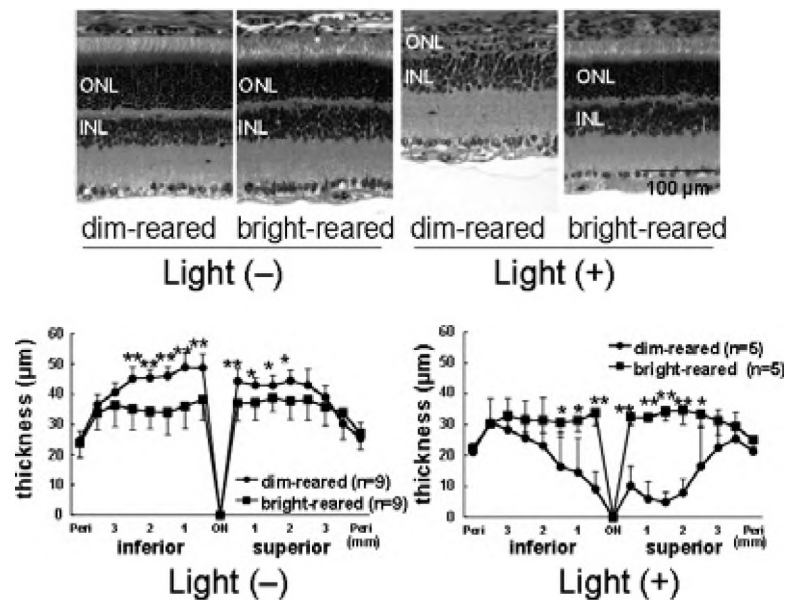 ONL
INL
ONL
INL
ONL
INL
ONL
INL
100 µm
dim-reared bright-reared dim-reared bright-reared
Light (–) Light (+)
thickness (µm)
60
50
40
30
20
10
0
** ** ** ** ** ** * * *
dim-reared (n=9)
bright-reared (n=9)
Peri 3 2 1 ON 1 2 3 Peri
(mm)
inferior superior
Light (–)
thickness (µm)
60
50
40
30
20
10
0
dim-reared (n=5)
bright-reared (n=5)
* * ** ** ** ** ** *
Peri 3 2 1 ON 1 2 3 Peri
(mm)
inferior superior
Light (+)